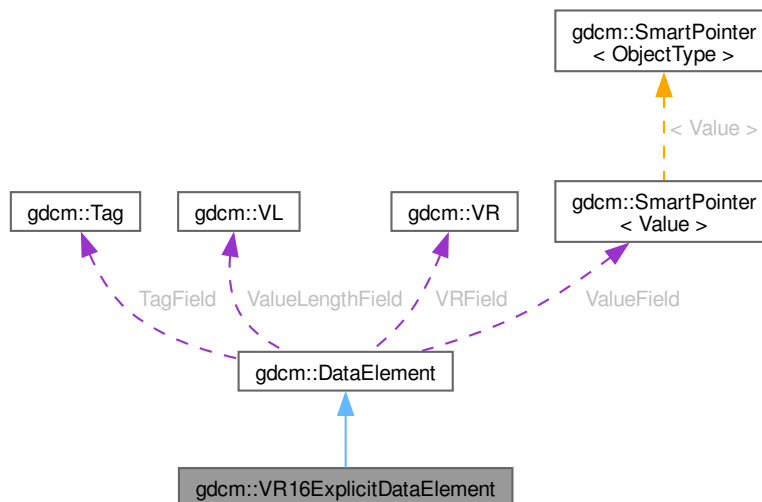 gdcm::SmartPointer
< ObjectType >
< Value >
gdcm::Tag
gdcm::VL
gdcm::VR
gdcm::SmartPointer
< Value >
TagField
ValueLengthField
VRField
ValueField
gdcm::DataElement
gdcm::VR16ExplicitDataElement